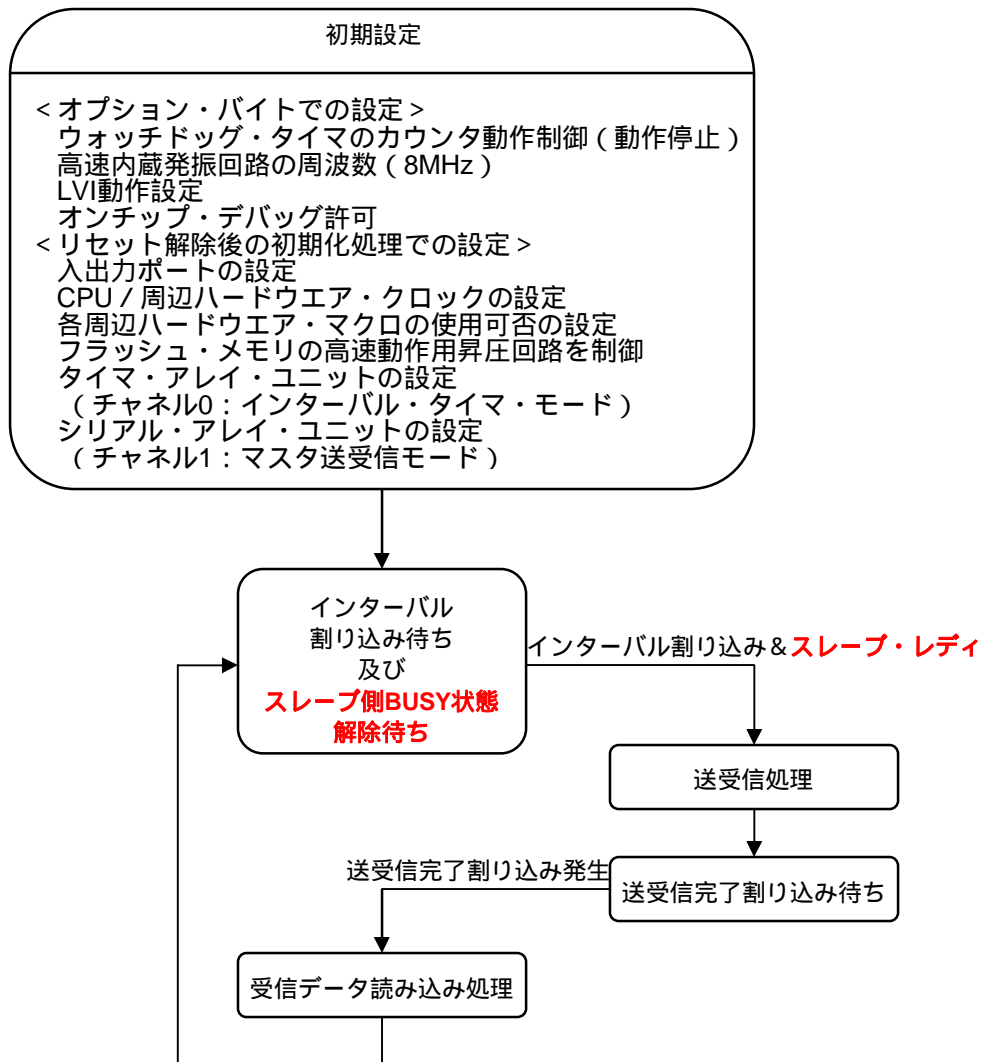 初期設定
＜オプション・バイトでの設定＞
ウォッチドッグ・タイマのカウンタ動作制御（動作停止）
高速内蔵発振回路の周波数（8MHz）
LVI動作設定
オンチップ・デバッグ許可
＜リセット解除後の初期化処理での設定＞
入出力ポートの設定
CPU／周辺ハードウエア・クロックの設定
各周辺ハードウエア・マクロの使用可否の設定
フラッシュ・メモリの高速動作用昇圧回路を制御
タイマ・アレイ・ユニットの設定
（チャネル0：インターバル・タイマ・モード）
シリアル・アレイ・ユニットの設定
（チャネル1：マスタ送受信モード）
インターバル
割り込み待ち
及び
スレーブ側BUSY状態
解除待ち
インターバル割り込み＆スレーブ・レディ
送受信処理
送受信完了割り込み待ち
送受信完了割り込み発生
受信データ読み込み処理